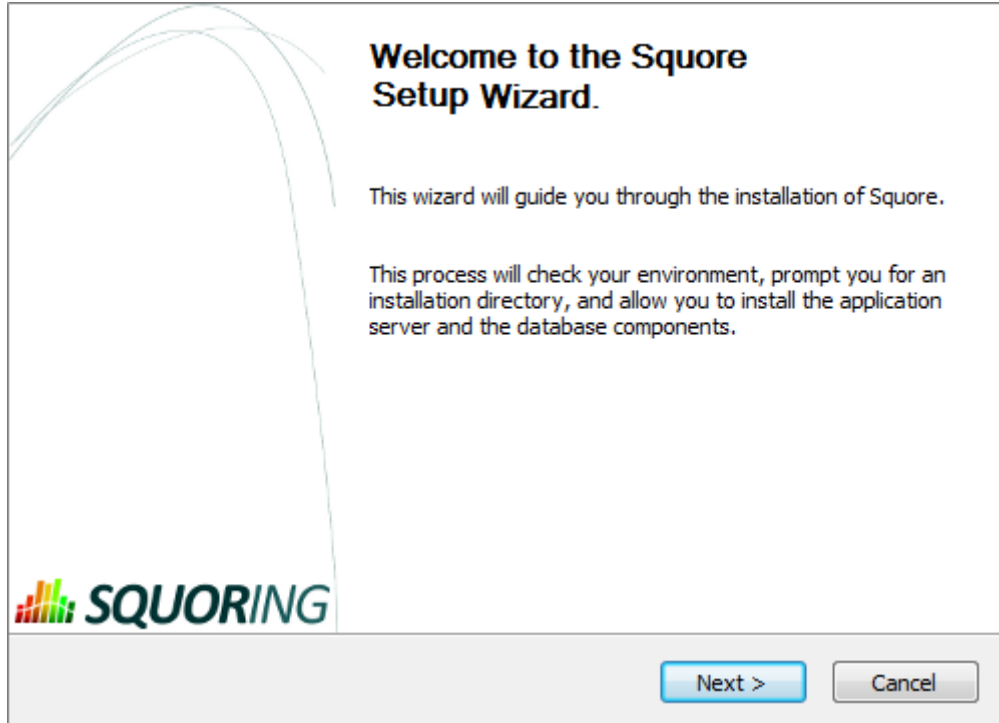 Welcome to the Squore
Setup Wizard.
This wizard will guide you through the installation of Squore.
This process will check your environment, prompt you for an
installation directory, and allow you to install the application
server and the database components.
SQUORING
Next >
Cancel